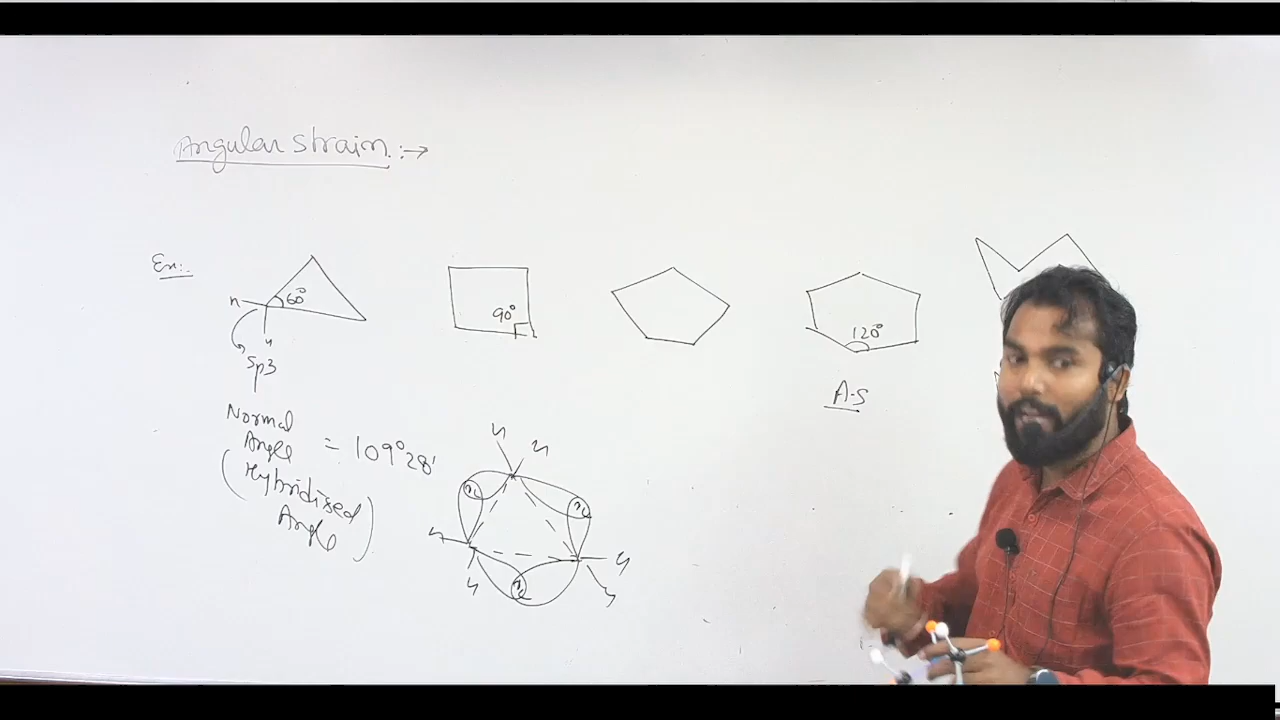 Angular strain :→
Ex:-
60°
90°
120°
H
H
sp3
A.S
Normal
Angle = 109°28'
(Hybridised
Angle)
H H
H H
H H